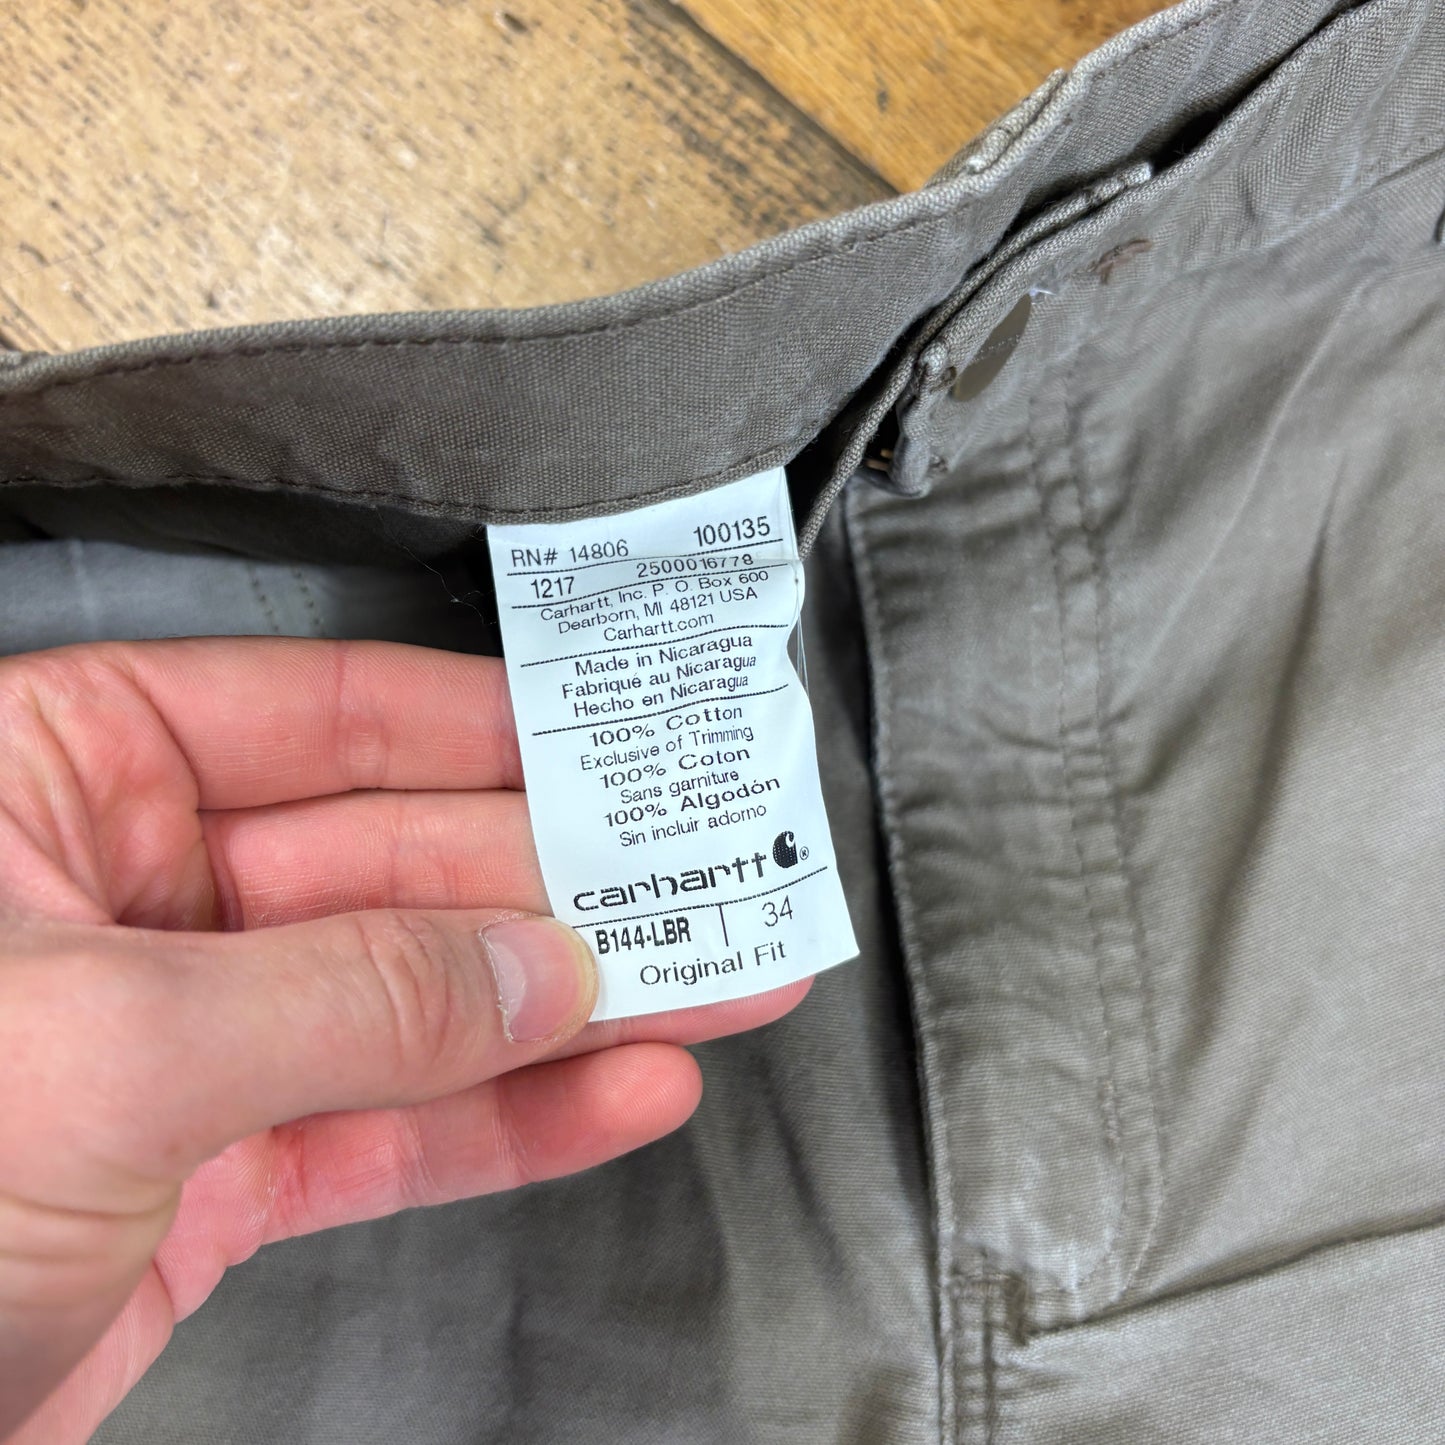 RN# 14806 100135
1217 2500016778
Carhartt, Inc. P. O. Box 600
Dearborn, MI 48121 USA
Carhartt.com
Made in Nicaragua
Fabriqué au Nicaragua
Hecho en Nicaragua
100% Cotton
Exclusive of Trimming
100% Coton
Sans garniture
100% Algodón
Sin incluir adorno
carhartt ®
B144-LBR | 34
Original Fit